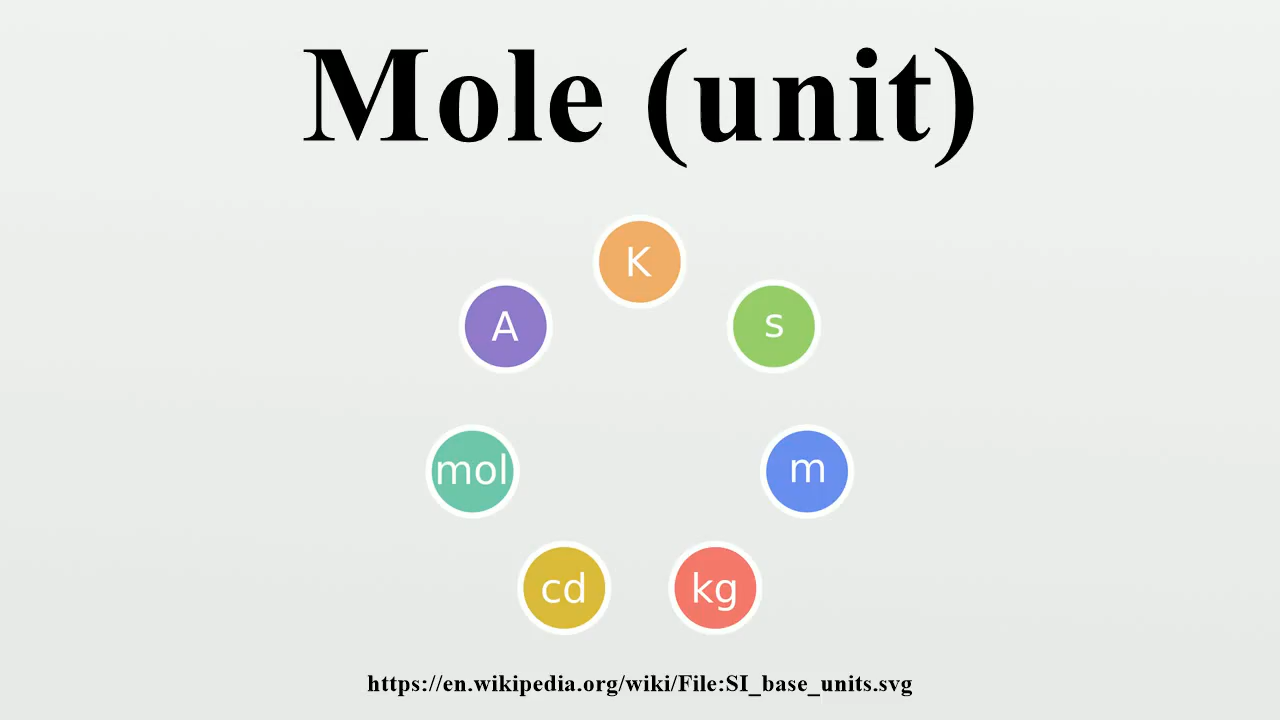 Mole (unit)
K
A
s
mol
m
cd
kg
https://en.wikipedia.org/wiki/File:SI_base_units.svg